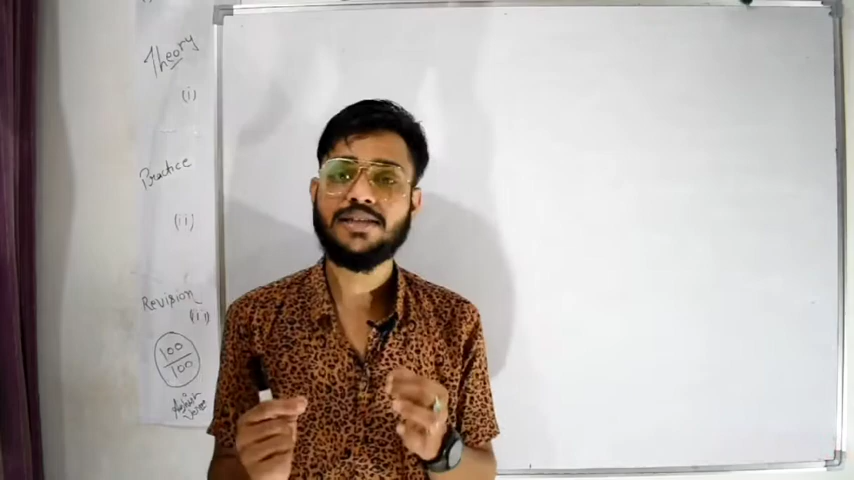 Theory
(i)
Practice
(ii)
Revision
(iii)
100
100